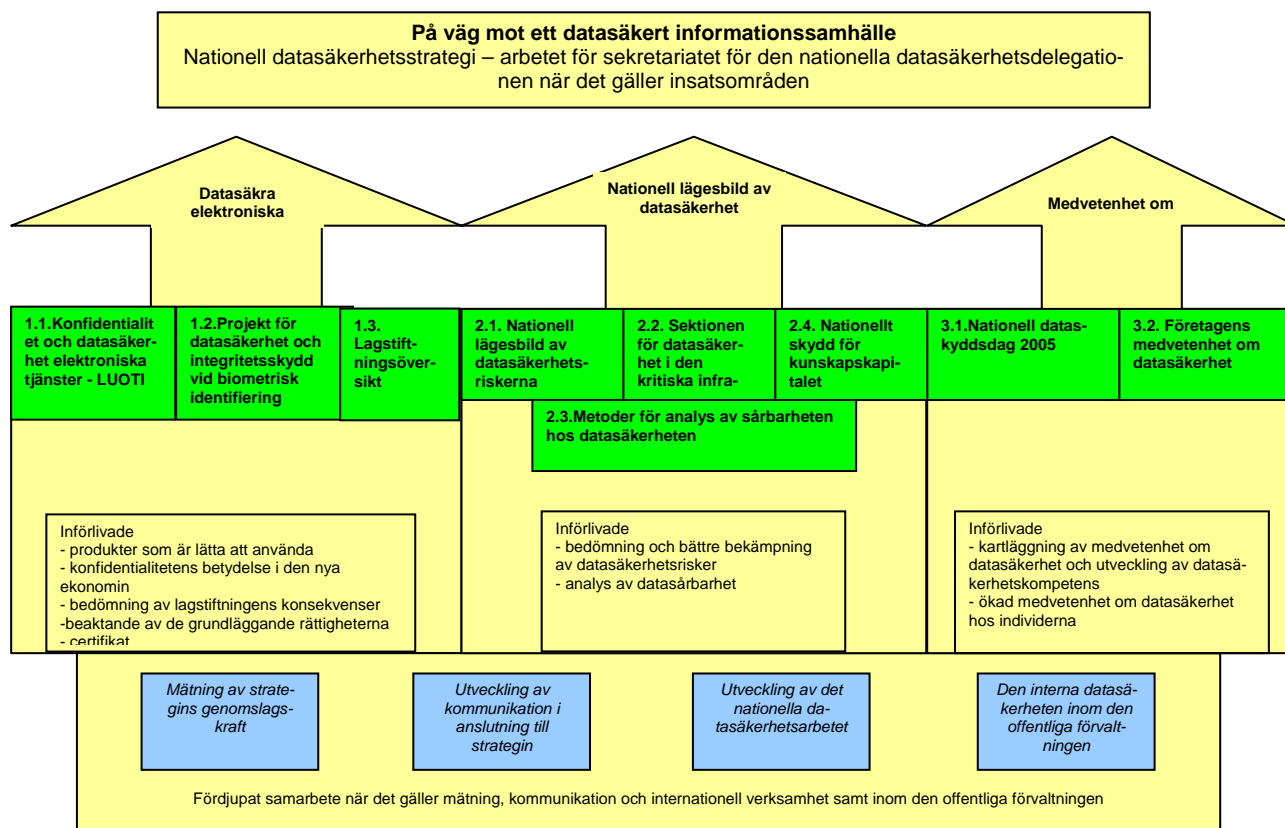 På väg mot ett datasäkert informationssamhälle
Nationell datasäkerhetsstrategi – arbetet för sekretariatet för den nationella datasäkerhetsdelegatio-
nen när det gäller insatsområden
Datasäkra
elektroniska
Nationell lägesbild av
datasäkerhet
Medvetenhet om
1.1.Konfidentialit
et och datasäker-
het elektroniska
tjänster - LUOTI
1.2.Projekt för
datasäkerhet och
integritetsskydd
vid biometrisk
identifiering
1.3.
Lagstift-
ningsöver-
sikt
2.1. Nationell
lägesbild av
datasäkerhets-
riskerna
2.2. Sektionen
för datasäker-
het i den
kritiska infra-
2.4. Nationellt
skydd för
kunskapskapi-
talet
3.1.Nationell datas-
kyddsdag 2005
3.2. Företagens
medvetenhet om
datasäkerhet
2.3.Metoder för analys av sårbarheten
hos datasäkerheten
Införlivade
- produkter som är lätta att använda
- konfidentialitetens betydelse i den nya
ekonomin
- bedömning av lagstiftningens konsekvenser
-beaktande av de grundläggande rättigheterna
- certifikat
Införlivade
- bedömning och bättre bekämpning
av datasäkerhetsrisker
- analys av datasårbarhet
Införlivade
- kartläggning av medvetenhet om
datasäkerhet och utveckling av datasä-
kerhetskompetens
- ökad medvetenhet om datasäkerhet
hos individerna
Mätning av strate-
gins genomslags-
kraft
Utveckling av
kommunikation i
anslutning till
strategin
Utveckling av det
nationella da-
tasäkerhetsarbetet
Den interna datasä-
kerheten inom den
offentliga förvalt-
ningen
Fördjupat samarbete när det gäller mätning, kommunikation och internationell verksamhet samt inom den offentliga förvaltningen